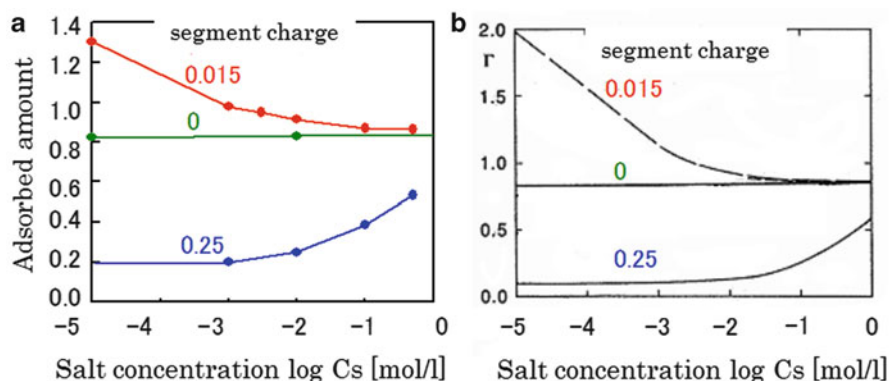 a
segment charge
Adsorbed amount
1.4
1.2
1.0
0.8
0.6
0.4
0.2
0.0
0.015
0
0.25
−5 −4 −3 −2 −1 0
Salt concentration log Cs [mol/l]
b
segment charge
Γ
2.0
1.5
1.0
0.5
0.0
0.015
0
0.25
−5 −4 −3 −2 −1 0
Salt concentration log Cs [mol/l]